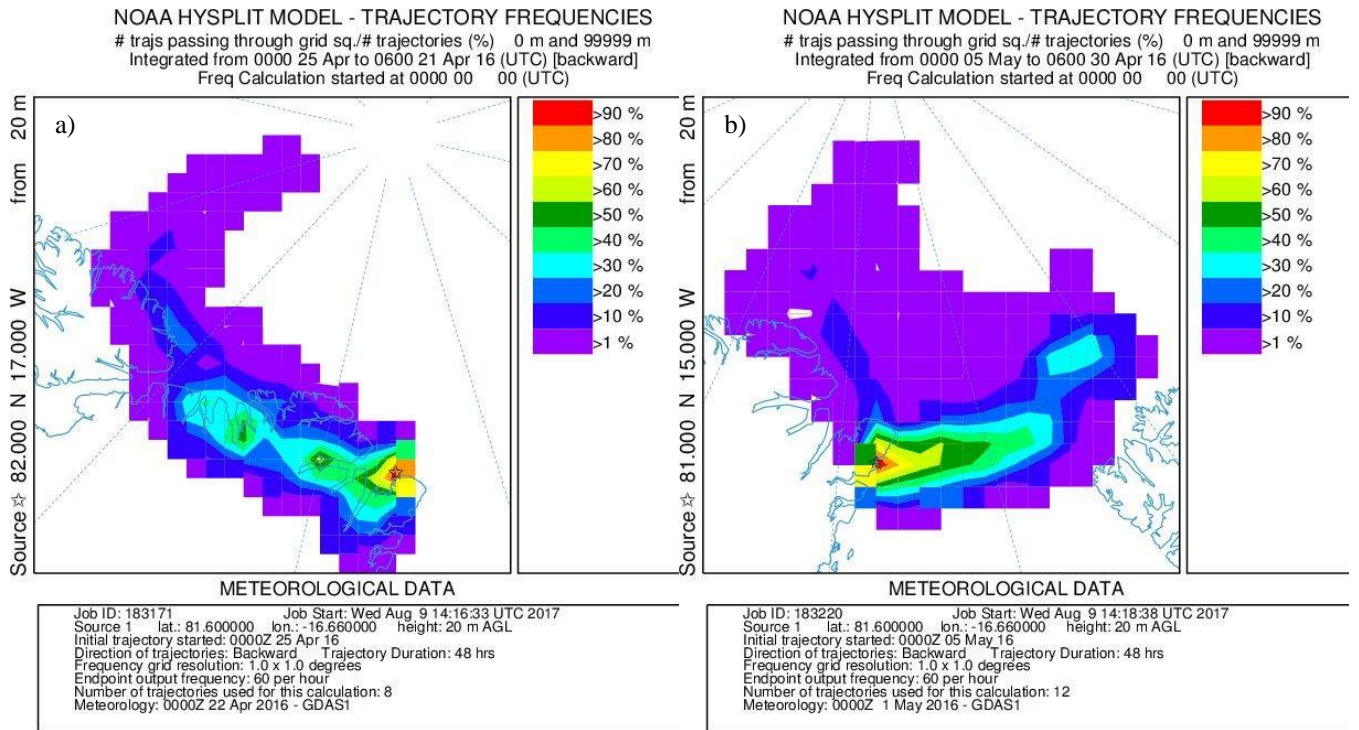 NOAA HYSPLIT MODEL - TRAJECTORY FREQUENCIES
# trajs passing through grid sq./# trajectories (%)    0 m and 99999 m
Integrated from 0000 25 Apr to 0600 21 Apr 16 (UTC) [backward]
Freq Calculation started at 0000 00    00 (UTC)
a)
Source ☆ 82.000 N 17.000 W    from    20 m
>90 %
>80 %
>70 %
>60 %
>50 %
>40 %
>30 %
>20 %
>10 %
>1 %
METEOROLOGICAL DATA
Job ID: 183171    Job Start: Wed Aug 9 14:16:33 UTC 2017
Source 1    lat.: 81.600000    lon.: -16.660000    height: 20 m AGL
Initial trajectory started: 0000Z 25 Apr 16
Direction of trajectories: Backward    Trajectory Duration: 48 hrs
Frequency grid resolution: 1.0 x 1.0 degrees
Endpoint output frequency: 60 per hour
Number of trajectories used for this calculation: 8
Meteorology: 0000Z 22 Apr 2016 - GDAS1
NOAA HYSPLIT MODEL - TRAJECTORY FREQUENCIES
# trajs passing through grid sq./# trajectories (%)    0 m and 99999 m
Integrated from 0000 05 May to 0600 30 Apr 16 (UTC) [backward]
Freq Calculation started at 0000 00    00 (UTC)
b)
Source ☆ 81.000 N 15.000 W    from    20 m
>90 %
>80 %
>70 %
>60 %
>50 %
>40 %
>30 %
>20 %
>10 %
>1 %
METEOROLOGICAL DATA
Job ID: 183220    Job Start: Wed Aug 9 14:18:38 UTC 2017
Source 1    lat.: 81.600000    lon.: -16.660000    height: 20 m AGL
Initial trajectory started: 0000Z 05 May 16
Direction of trajectories: Backward    Trajectory Duration: 48 hrs
Frequency grid resolution: 1.0 x 1.0 degrees
Endpoint output frequency: 60 per hour
Number of trajectories used for this calculation: 12
Meteorology: 0000Z 1 May 2016 - GDAS1